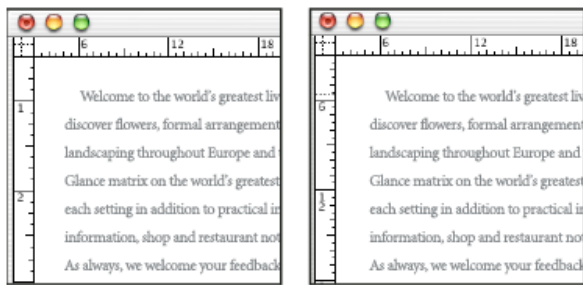 6 12 18
1
2
Welcome to the world's greatest liv
discover flowers, formal arrangement
landscaping throughout Europe and
Glance matrix on the world's greatest
each setting in addition to practical in
information, shop and restaurant not
As always, we welcome your feedback
6 12 18
6
1
2
Welcome to the world's greatest liv
discover flowers, formal arrangement
landscaping throughout Europe and
Glance matrix on the world's greatest
each setting in addition to practical in
information, shop and restaurant not
As always, we welcome your feedback